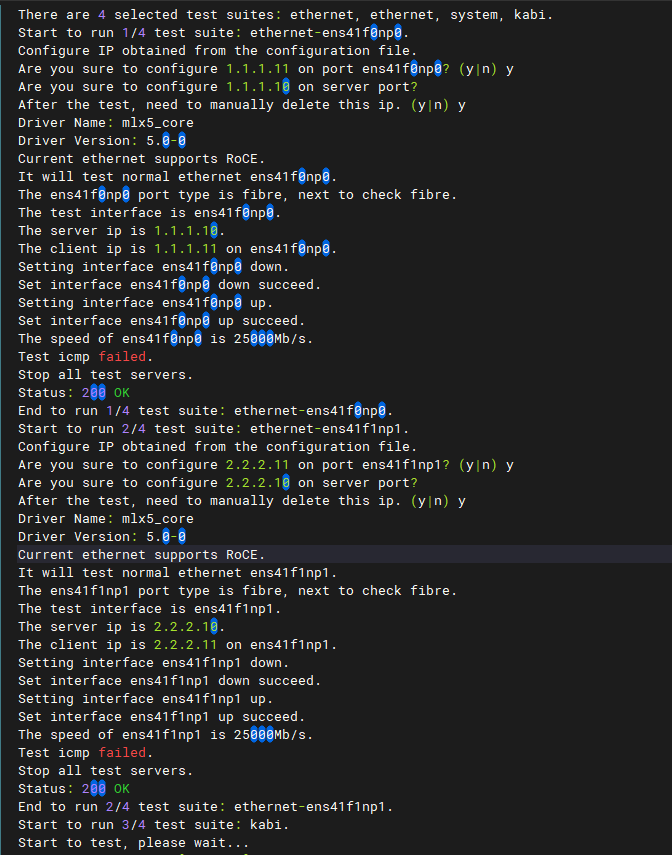 There are 4 selected test suites: ethernet, ethernet, system, kabi.
Start to run 1/4 test suite: ethernet-ens41f0np0.
Configure IP obtained from the configuration file.
Are you sure to configure 1.1.1.11 on port ens41f0np0? (y|n) y
Are you sure to configure 1.1.1.10 on server port?
After the test, need to manually delete this ip. (y|n) y
Driver Name: mlx5_core
Driver Version: 5.0-0
Current ethernet supports RoCE.
It will test normal ethernet ens41f0np0.
The ens41f0np0 port type is fibre, next to check fibre.
The test interface is ens41f0np0.
The server ip is 1.1.1.10.
The client ip is 1.1.1.11 on ens41f0np0.
Setting interface ens41f0np0 down.
Set interface ens41f0np0 down succeed.
Setting interface ens41f0np0 up.
Set interface ens41f0np0 up succeed.
The speed of ens41f0np0 is 25000Mb/s.
Test icmp failed.
Stop all test servers.
Status: 200 OK
End to run 1/4 test suite: ethernet-ens41f0np0.
Start to run 2/4 test suite: ethernet-ens41f1np1.
Configure IP obtained from the configuration file.
Are you sure to configure 2.2.2.11 on port ens41f1np1? (y|n) y
Are you sure to configure 2.2.2.10 on server port?
After the test, need to manually delete this ip. (y|n) y
Driver Name: mlx5_core
Driver Version: 5.0-0
Current ethernet supports RoCE.
It will test normal ethernet ens41f1np1.
The ens41f1np1 port type is fibre, next to check fibre.
The test interface is ens41f1np1.
The server ip is 2.2.2.10.
The client ip is 2.2.2.11 on ens41f1np1.
Setting interface ens41f1np1 down.
Set interface ens41f1np1 down succeed.
Setting interface ens41f1np1 up.
Set interface ens41f1np1 up succeed.
The speed of ens41f1np1 is 25000Mb/s.
Test icmp failed.
Stop all test servers.
Status: 200 OK
End to run 2/4 test suite: ethernet-ens41f1np1.
Start to run 3/4 test suite: kabi.
Start to test, please wait...